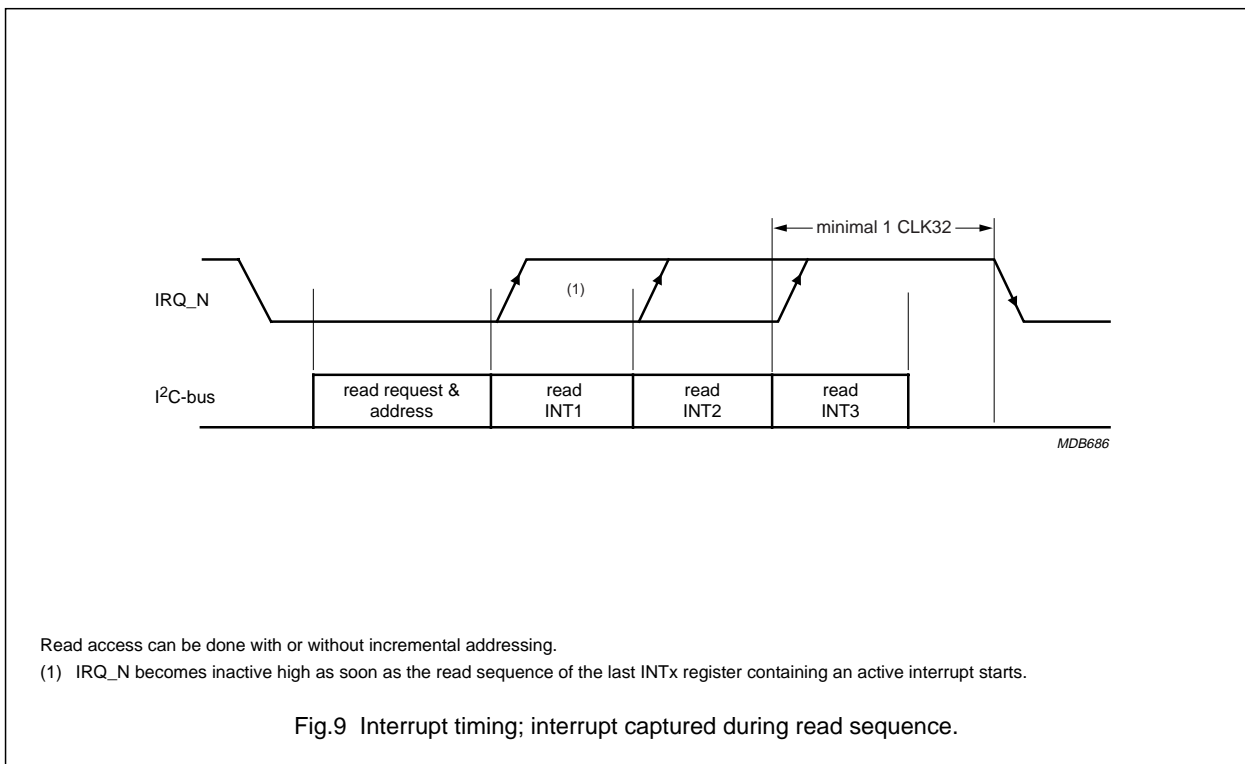 minimal 1 CLK32
IRQ_N
(1)
I2C-bus
read request &
address
read
INT1
read
INT2
read
INT3
MDB686
Read access can be done with or without incremental addressing.
(1) IRQ_N becomes inactive high as soon as the read sequence of the last INTx register containing an active interrupt starts.
Fig.9 Interrupt timing; interrupt captured during read sequence.